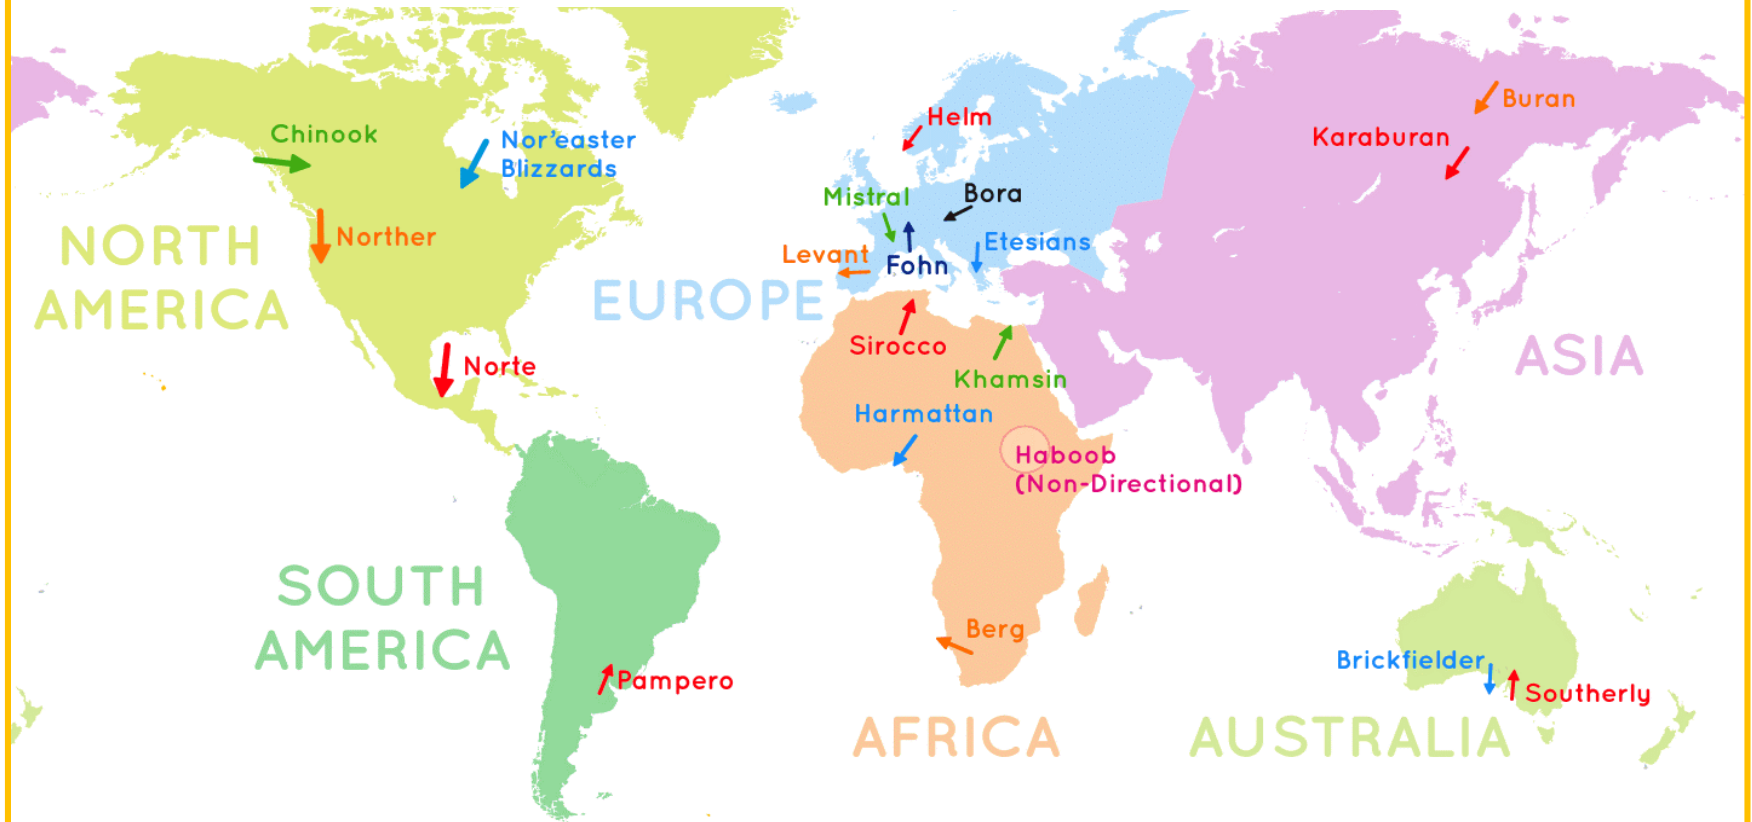 Buran
Helm
Chinook
Karaburan
Nor'easter
Blizzards
Mistral
Bora
Norther
Etesians
Levant
Fohn
NORTH
AMERICA
EUROPE
Sirocco
ASIA
Norte
Khamsin
Harmattan
Haboob
(Non-Directional)
SOUTH
AMERICA
Berg
Brickfielder
Pampero
Southerly
AFRICA
AUSTRALIA